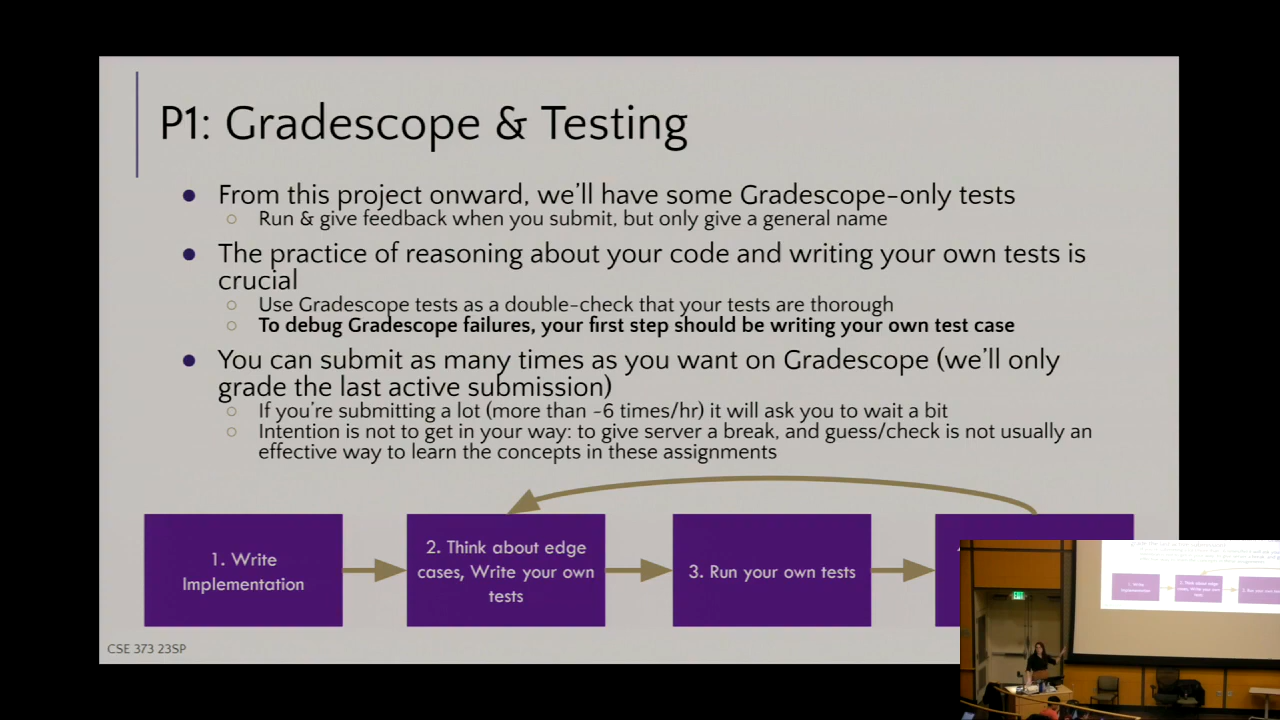 P1: Gradescope & Testing
From this project onward, we'll have some Gradescope-only tests
Run & give feedback when you submit, but only give a general name
The practice of reasoning about your code and writing your own tests is
crucial
Use Gradescope tests as a double-check that your tests are thorough
To debug Gradescope failures, your first step should be writing your own test case
You can submit as many times as you want on Gradescope (we'll only
grade the last active submission)
If you're submitting a lot (more than ~6 times/hr) it will ask you to wait a bit
Intention is not to get in your way: to give server a break, and guess/check is not usually an
effective way to learn the concepts in these assignments
1. Write
Implementation
2. Think about edge
cases, Write your own
tests
3. Run your own tests
CSE 373 23SP